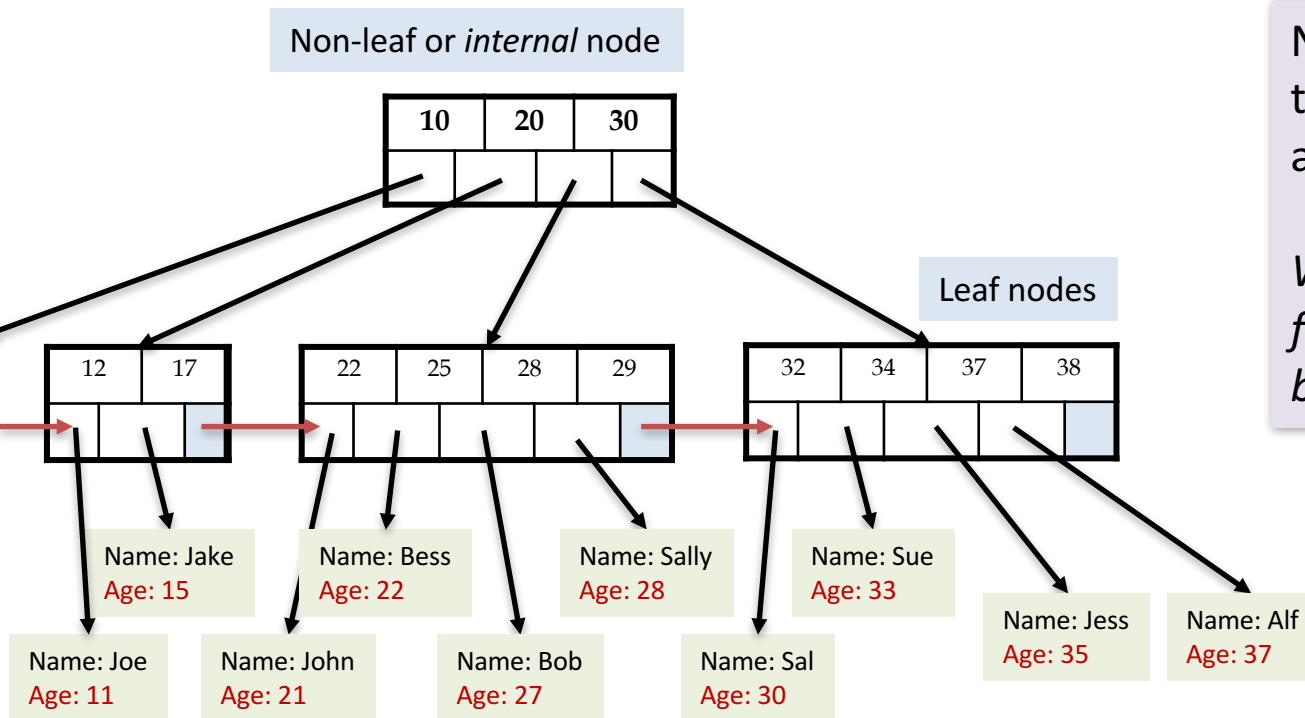 Non-leaf or internal node
10 20 30
Leaf nodes
12 17
22 25 28 29
32 34 37 38
Name: Jake
Age: 15
Name: Bess
Age: 22
Name: Sally
Age: 28
Name: Sue
Age: 33
Name: Jess
Age: 35
Name: Alf
Age: 37
Name: Joe
Age: 11
Name: John
Age: 21
Name: Bob
Age: 27
Name: Sal
Age: 30